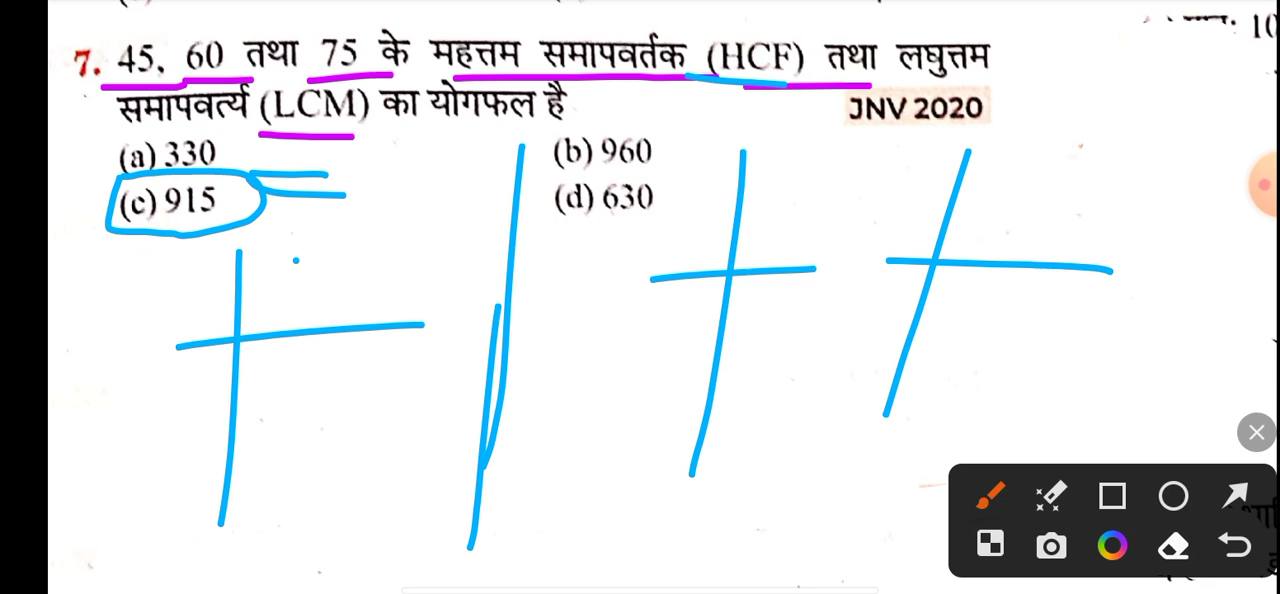 10
7. 45, 60 तथा 75 के महत्तम समापवर्तक (HCF) तथा लघुत्तम
समापवर्त्य (LCM) का योगफल है JNV 2020
(a) 330 (b) 960
(c) 915 (d) 630